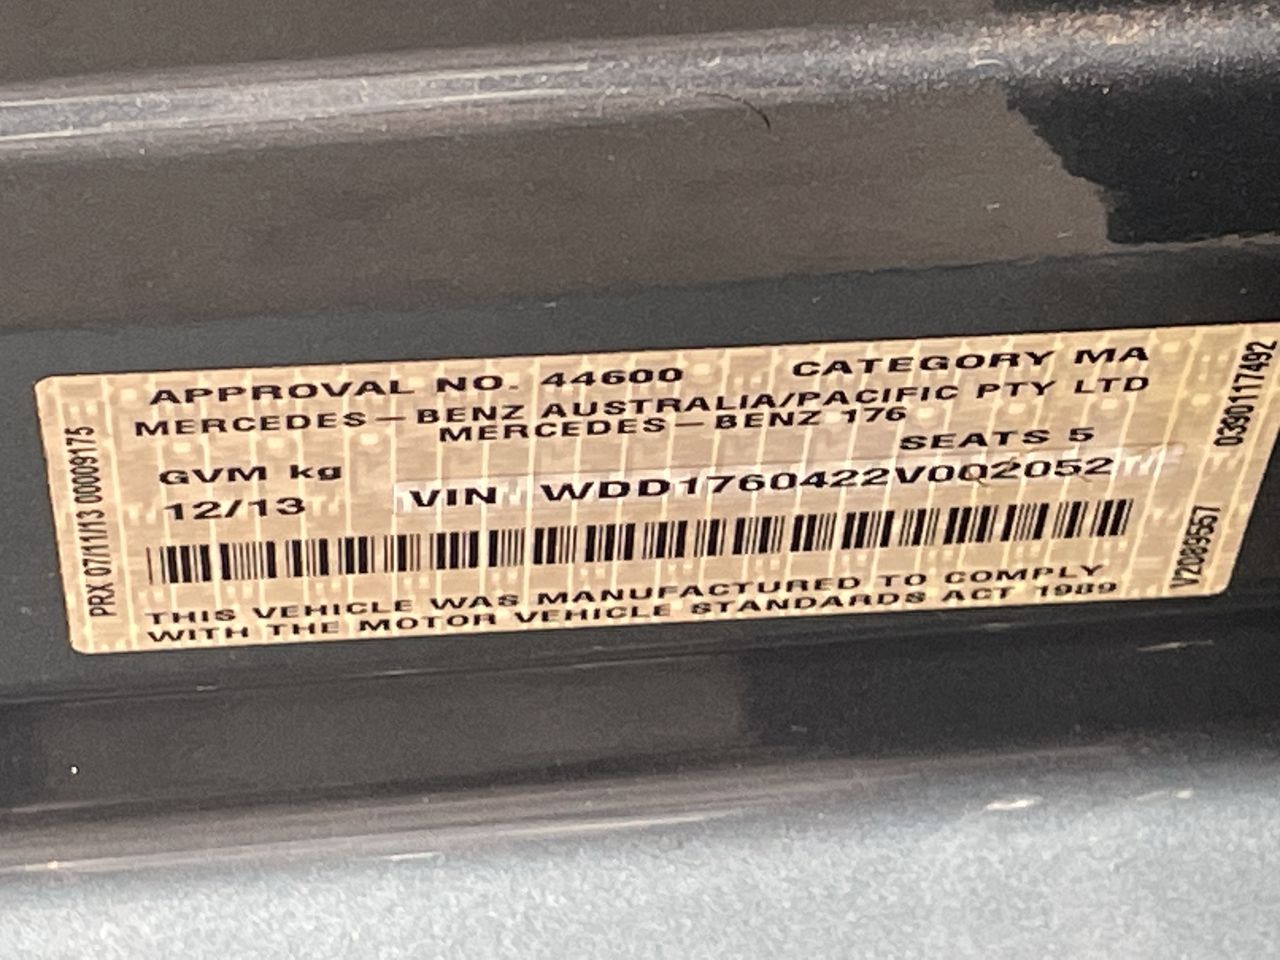 APPROVAL NO. 44600 CATEGORY MA
MERCEDES-BENZ AUSTRALIA/PACIFIC PTY LTD
MERCEDES-BENZ 176
SEATS 5
GVM kg
12/13 VIN WDD1760422V002052
THIS VEHICLE WAS MANUFACTURED TO COMPLY
WITH THE MOTOR VEHICLE STANDARDS ACT 1989
PRX 07/11/13 00009175
0390117492
V2089557